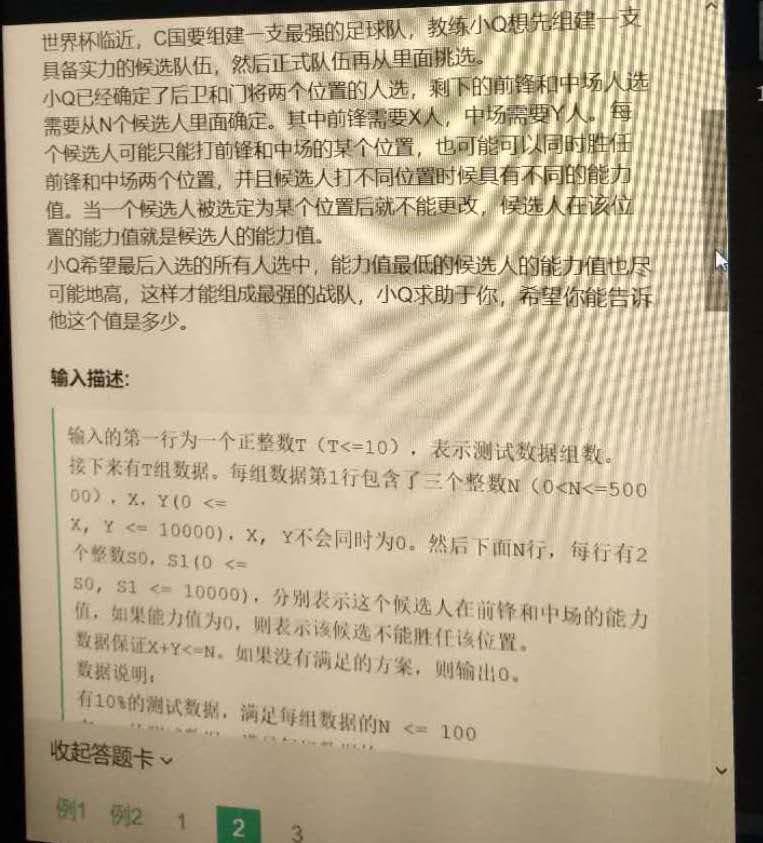 世界杯临近，C国要组建一支最强的足球队，教练小Q想先组建一支
具备实力的候选队伍，然后正式队伍再从里面挑选。
小Q已经确定了后卫和门将两个位置的人选，剩下的前锋和中场人选
需要从N个候选人里面确定。其中前锋需要X人，中场需要Y人。每
个候选人可能只能打前锋和中场的某个位置，也可能可以同时胜任
前锋和中场两个位置，并且候选人打不同位置时候具有不同的能力
值。当一个候选人被选定为某个位置后就不能更改，候选人在该位
置的能力值就是候选人的能力值。
小Q希望最后入选的所有人选中，能力值最低的候选人的能力值也尽
可能地高，这样才能组成最强的战队，小Q求助于你，希望你能告诉
他这个值是多少。
输入描述：
输入的第一行为一个正整数T（T<=10），表示测试数据组数。
接下来有T组数据。每组数据第1行包含了三个整数N（0<N<=500
00），X，Y(0 <=
X, Y <= 10000)，X, Y不会同时为0。然后下面N行，每行有2
个整数S0，S1(0 <=
S0, S1 <= 10000)，分别表示这个候选人在前锋和中场的能力
值，如果能力值为0，则表示该候选不能胜任该位置。
数据保证X+Y<=N。如果没有满足的方案，则输出0。
数据说明：
有10%的测试数据，满足每组数据的N <= 100
收起答题卡
例1 例2 1 2 3